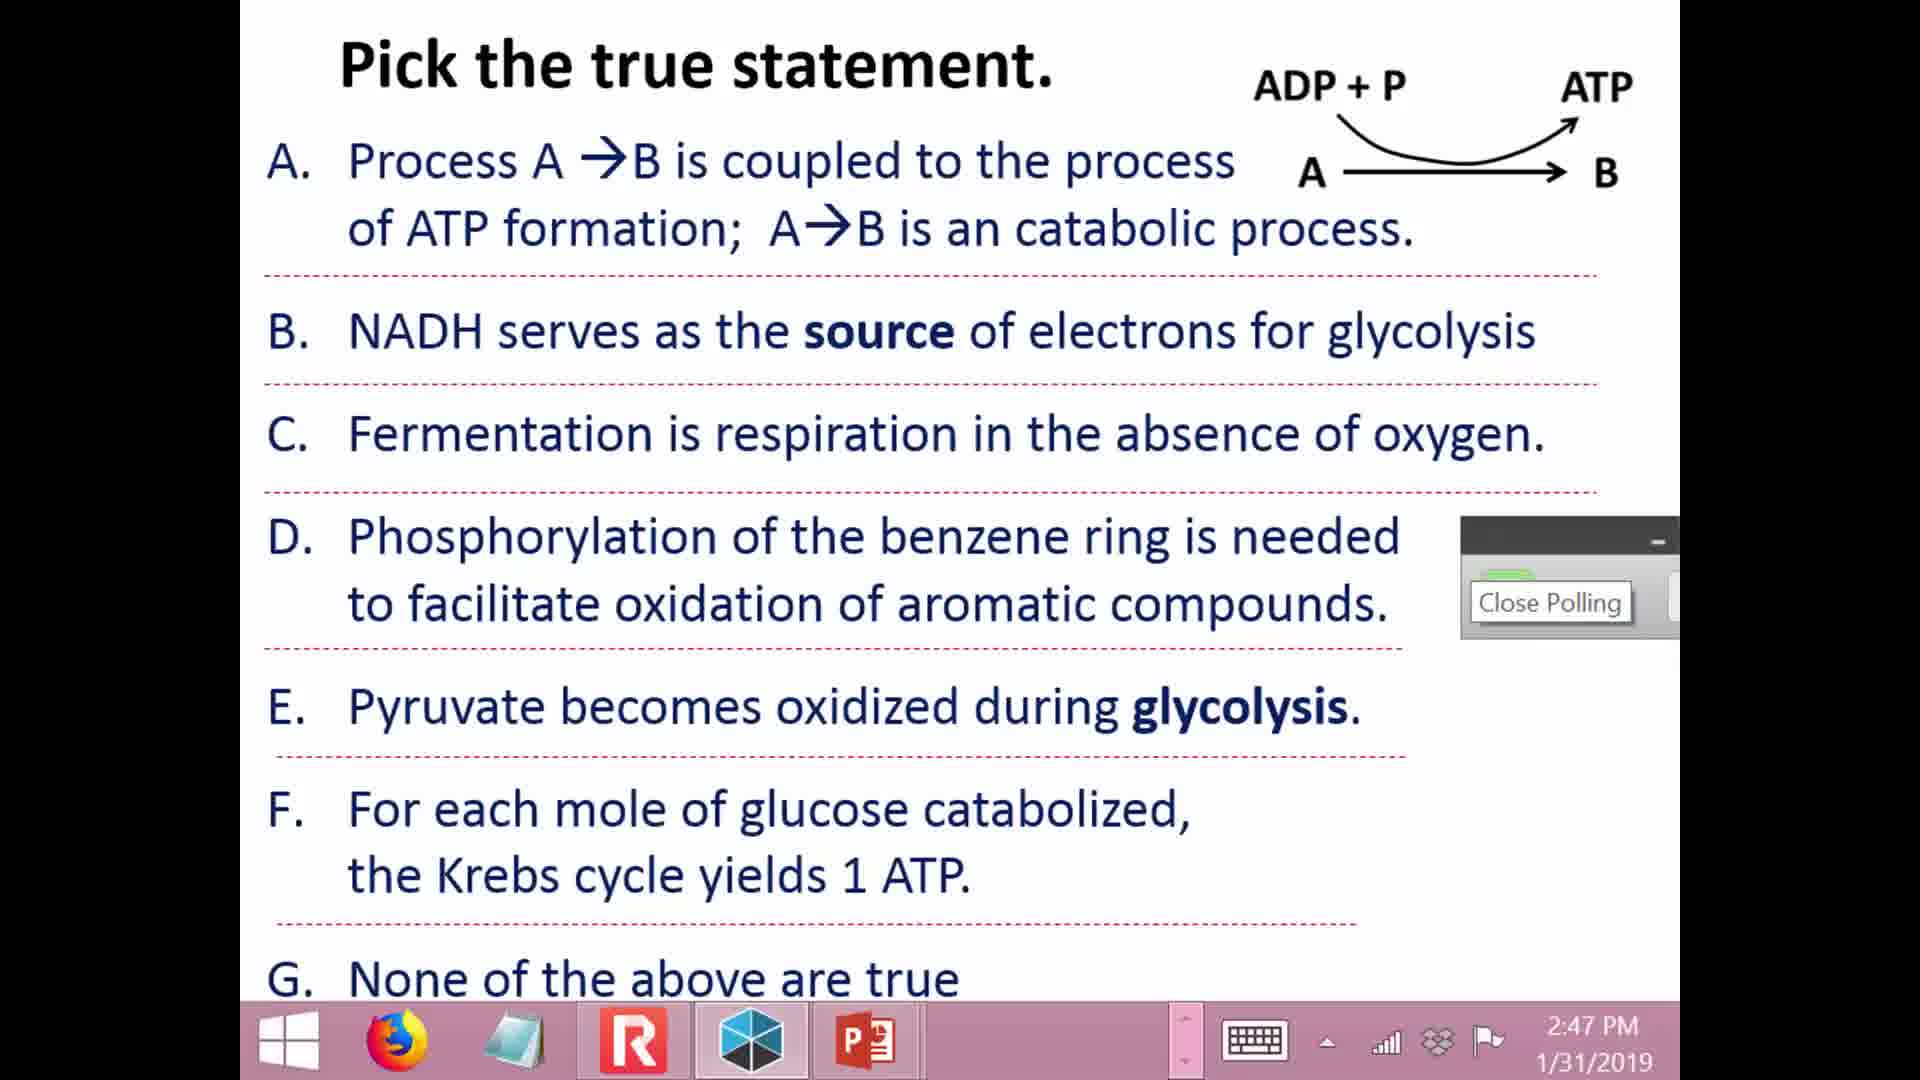 Pick the true statement.
ADP + P ATP
A. Process A →B is coupled to the process
A B
of ATP formation; A→B is an catabolic process.
B. NADH serves as the source of electrons for glycolysis
C. Fermentation is respiration in the absence of oxygen.
D. Phosphorylation of the benzene ring is needed
to facilitate oxidation of aromatic compounds.
Close Polling
E. Pyruvate becomes oxidized during glycolysis.
F. For each mole of glucose catabolized,
the Krebs cycle yields 1 ATP.
G. None of the above are true
R
P
2:47 PM
1/31/2019